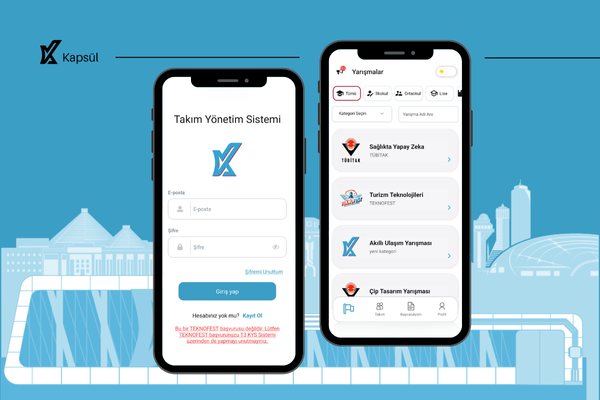 Kapsül
Takım Yönetim Sistemi
E-posta
E-posta
Şifre
Şifre
Şifremi Unuttum
Giriş yap
Hesabınız yok mu? Kayıt Ol
Bu bir TEKNOFEST başvurusu değildir. Lütfen
TEKNOFEST başvurunuzu T3 KYS Sistemi
üzerinden de yapmayı unutmayınız.
Yarışmalar
Tümü
İlkokul
Ortaokul
Lise
Kategori Seçin
Yarışma Adı Ara
TÜBİTAK
Sağlıkta Yapay Zeka
TÜBİTAK
Turizm Teknolojileri
TEKNOFEST
Akıllı Ulaşım Yarışması
yeni kategori
Çip Tasarım Yarışması
Takım
Başvurularım
Profil